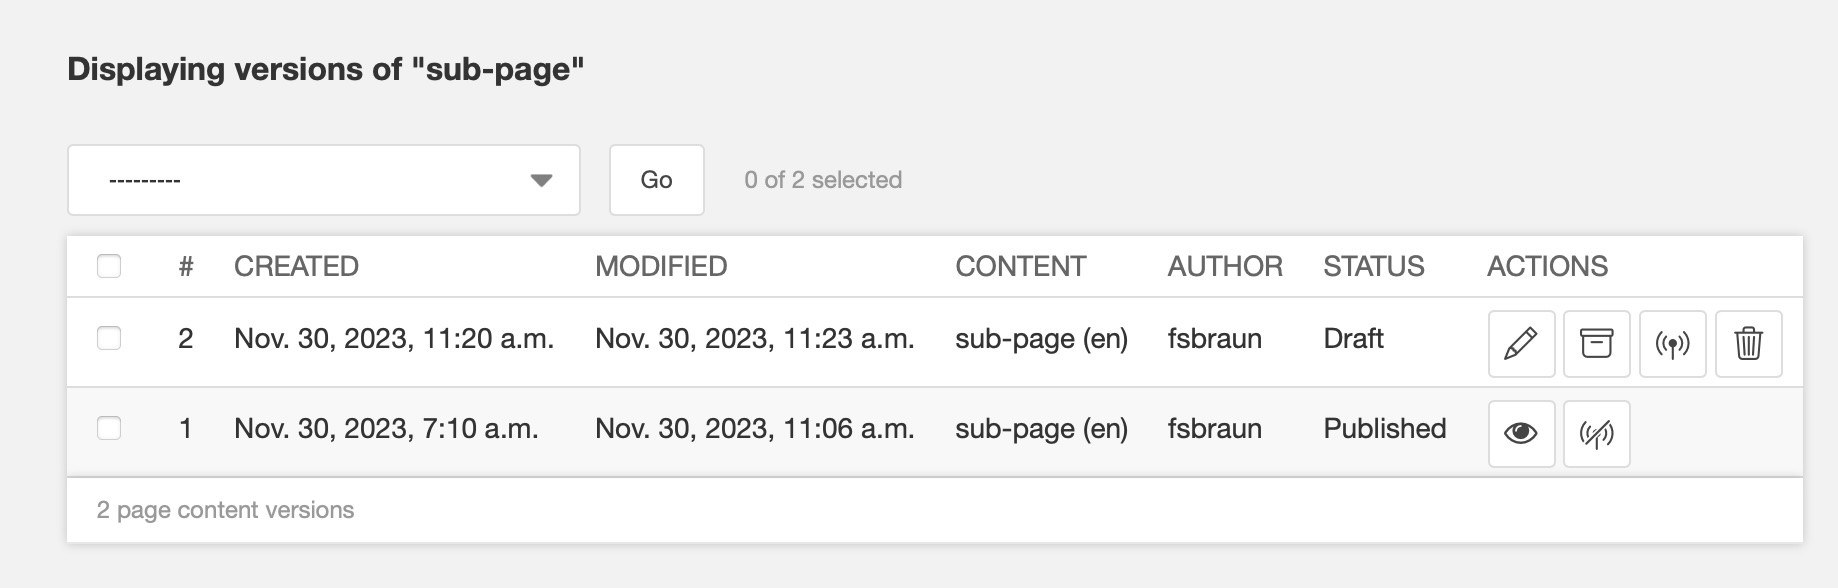 Displaying versions of "sub-page"
--------- Go 0 of 2 selected
# CREATED MODIFIED CONTENT AUTHOR STATUS ACTIONS
2 Nov. 30, 2023, 11:20 a.m. Nov. 30, 2023, 11:23 a.m. sub-page (en) fsbraun Draft
1 Nov. 30, 2023, 7:10 a.m. Nov. 30, 2023, 11:06 a.m. sub-page (en) fsbraun Published
2 page content versions